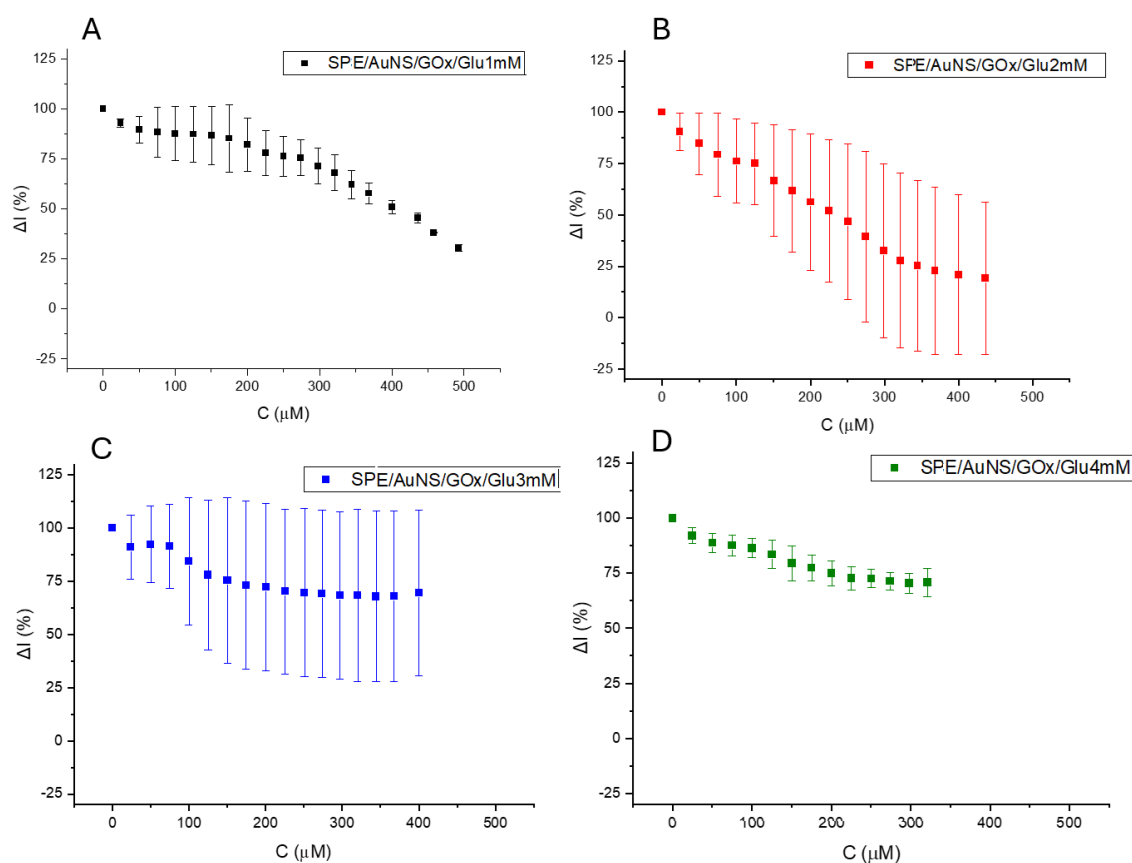 A
SPE/AuNS/GOx/Glu1mM
125
100
75
50
25
0
-25
ΔI (%)
0 100 200 300 400 500
C (μM)
B
SPE/AuNS/GOx/Glu2mM
125
100
75
50
25
0
-25
ΔI (%)
0 100 200 300 400 500
C (μM)
C
SPE/AuNS/GOx/Glu3mM
125
100
75
50
25
0
-25
ΔI (%)
0 100 200 300 400 500
C (μM)
D
SPE/AuNS/GOx/Glu4mM
125
100
75
50
25
0
-25
ΔI (%)
0 100 200 300 400 500
C (μM)